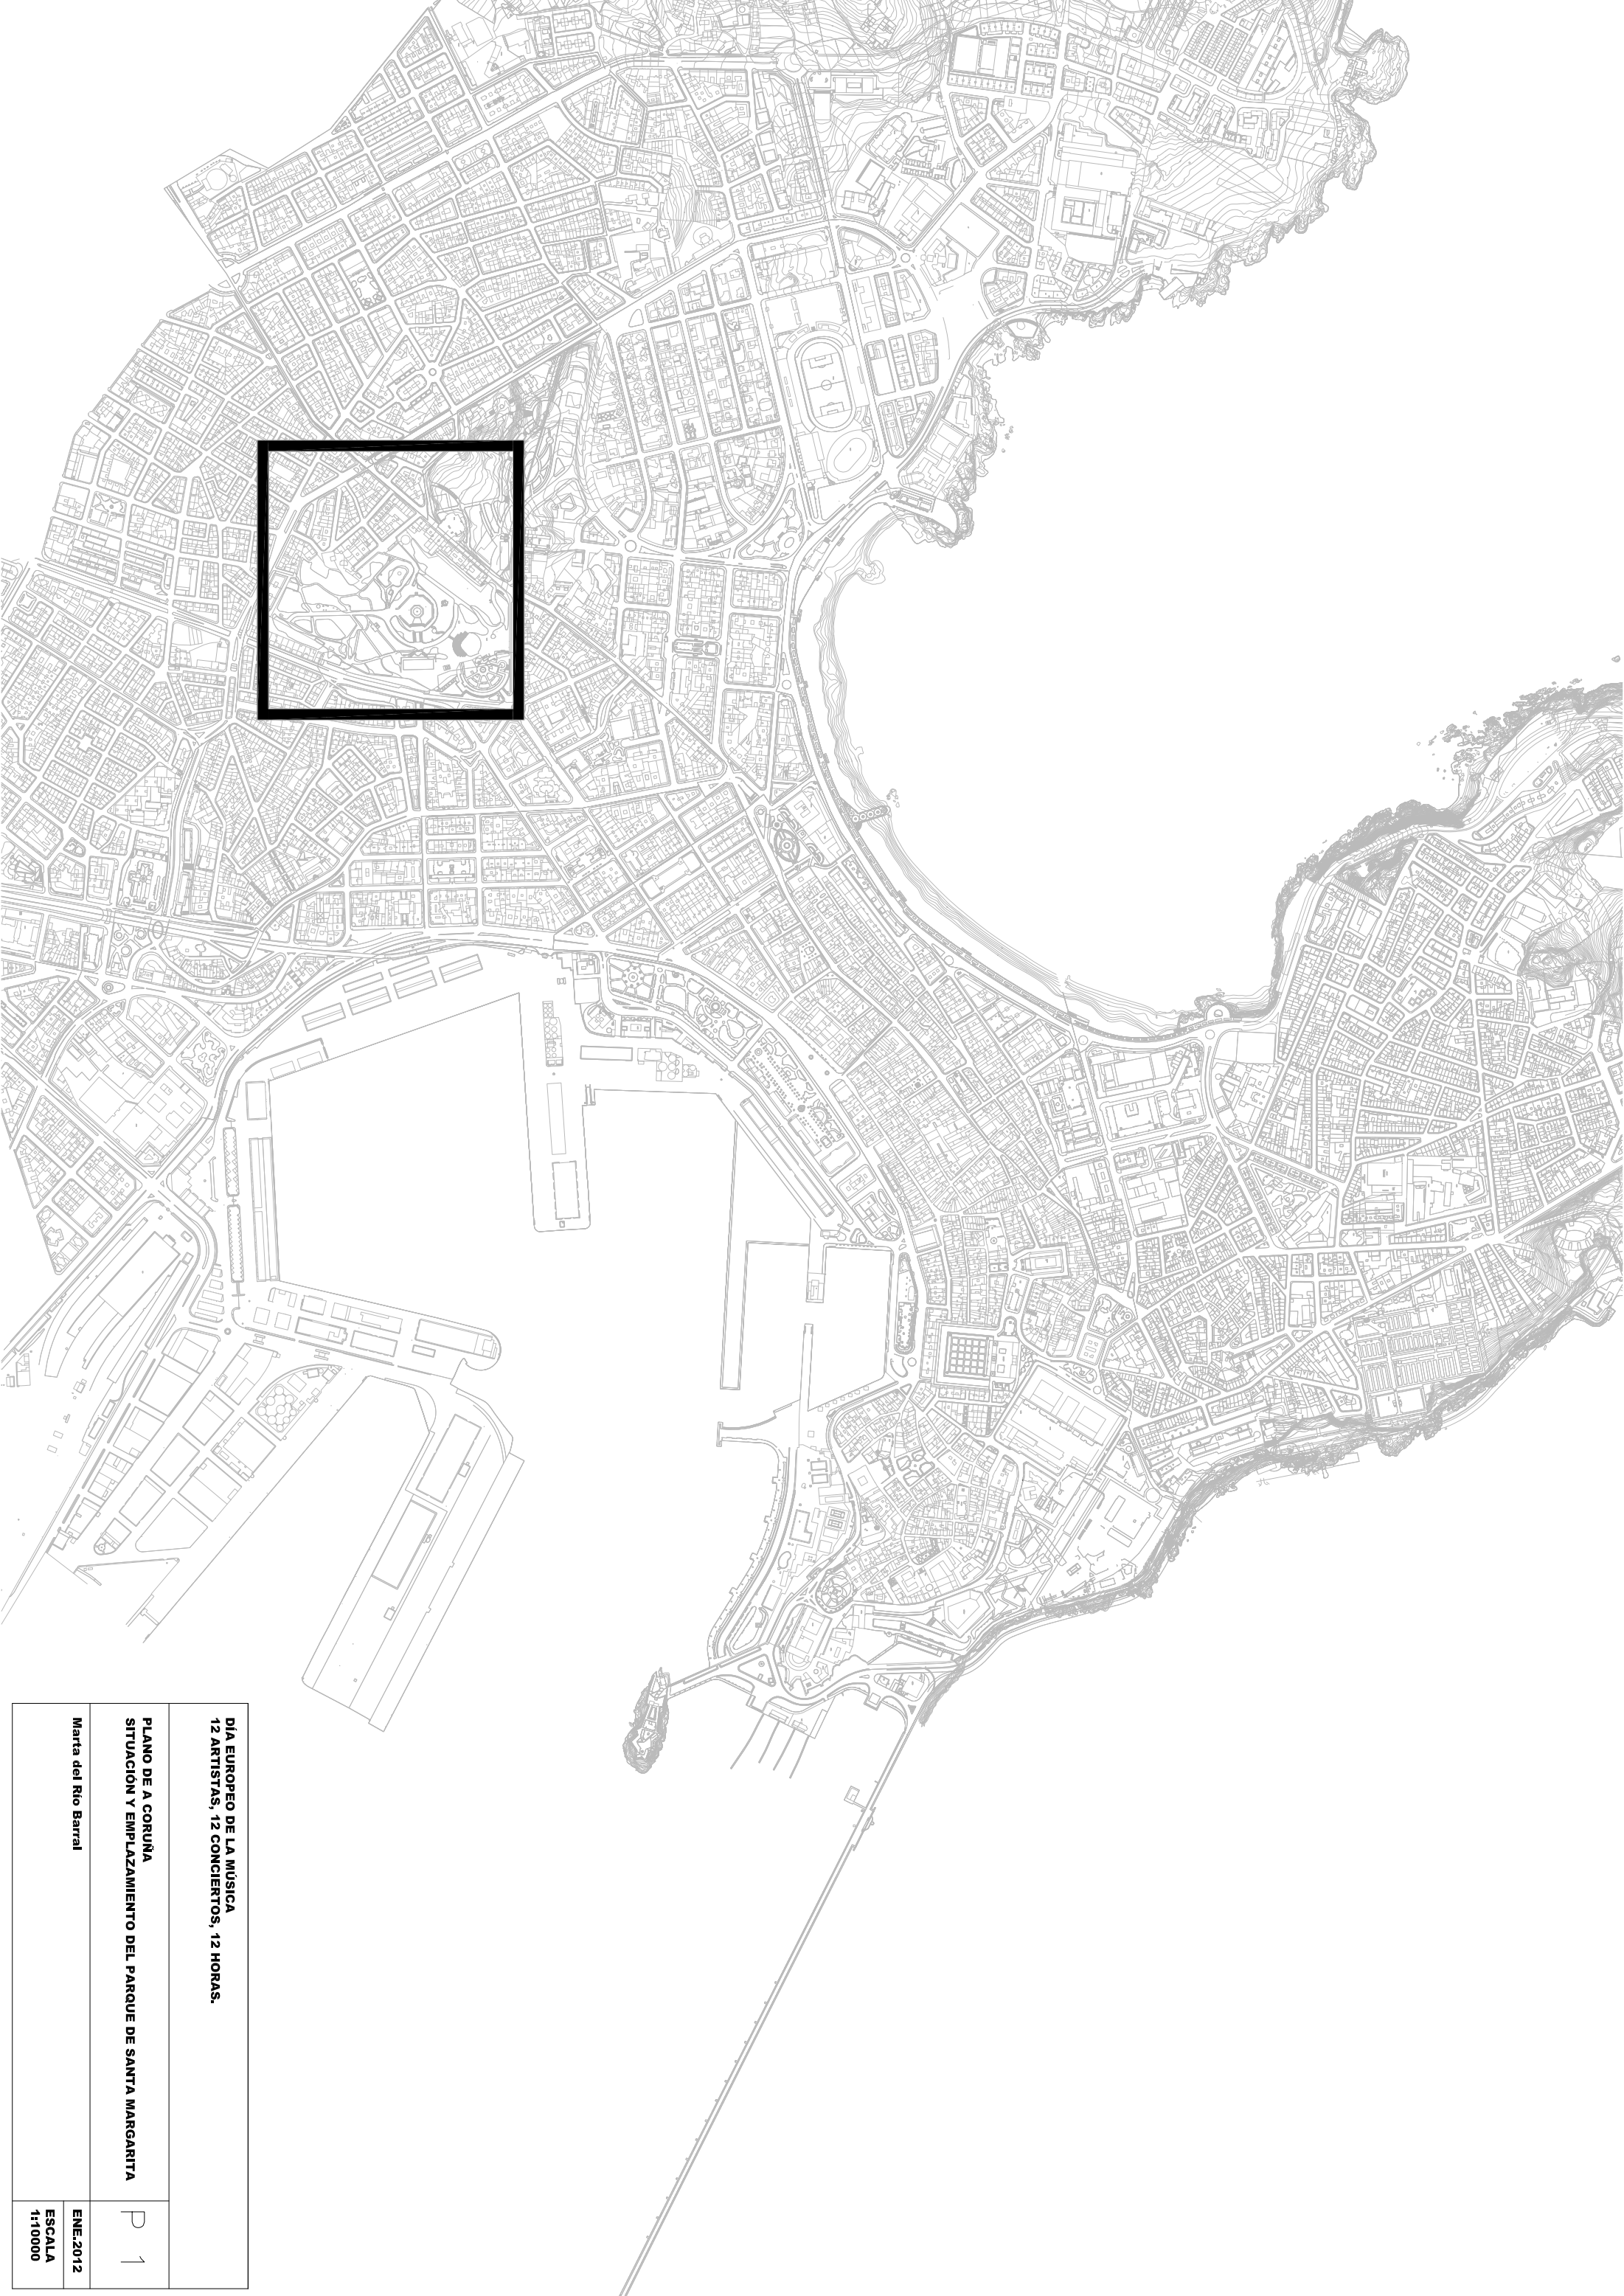 DÍA EUROPEO DE LA MÚSICA
12 ARTISTAS, 12 CONCIERTOS, 12 HORAS.
PLANO DE A CORUÑA
SITUACIÓN Y EMPLAZAMIENTO DEL PARQUE DE SANTA MARGARITA
P 1
Marta del Río Barral
ENE.2012
ESCALA
1:10000